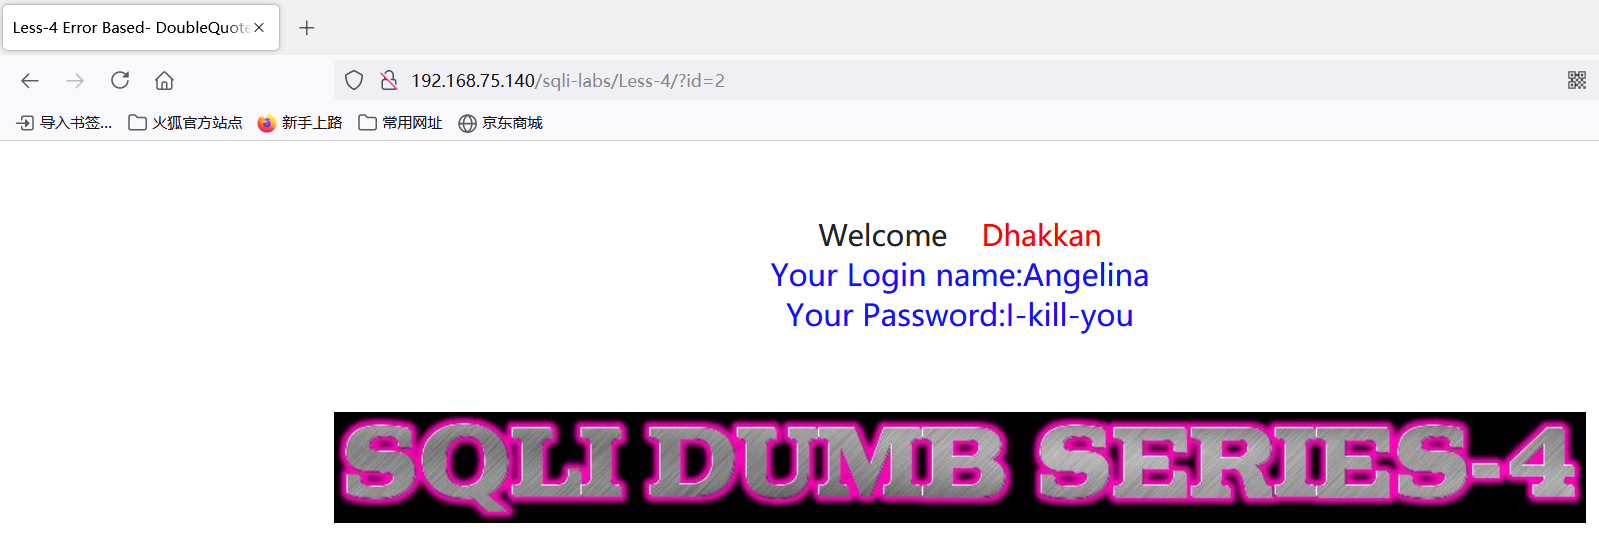 Less-4 Error Based- DoubleQuote
192.168.75.140/sqli-labs/Less-4/?id=2
导入书签... 火狐官方站点 新手上路 常用网址 京东商城
Welcome Dhakkan
Your Login name:Angelina
Your Password:I-kill-you
SQLI DUMB SERIES-4